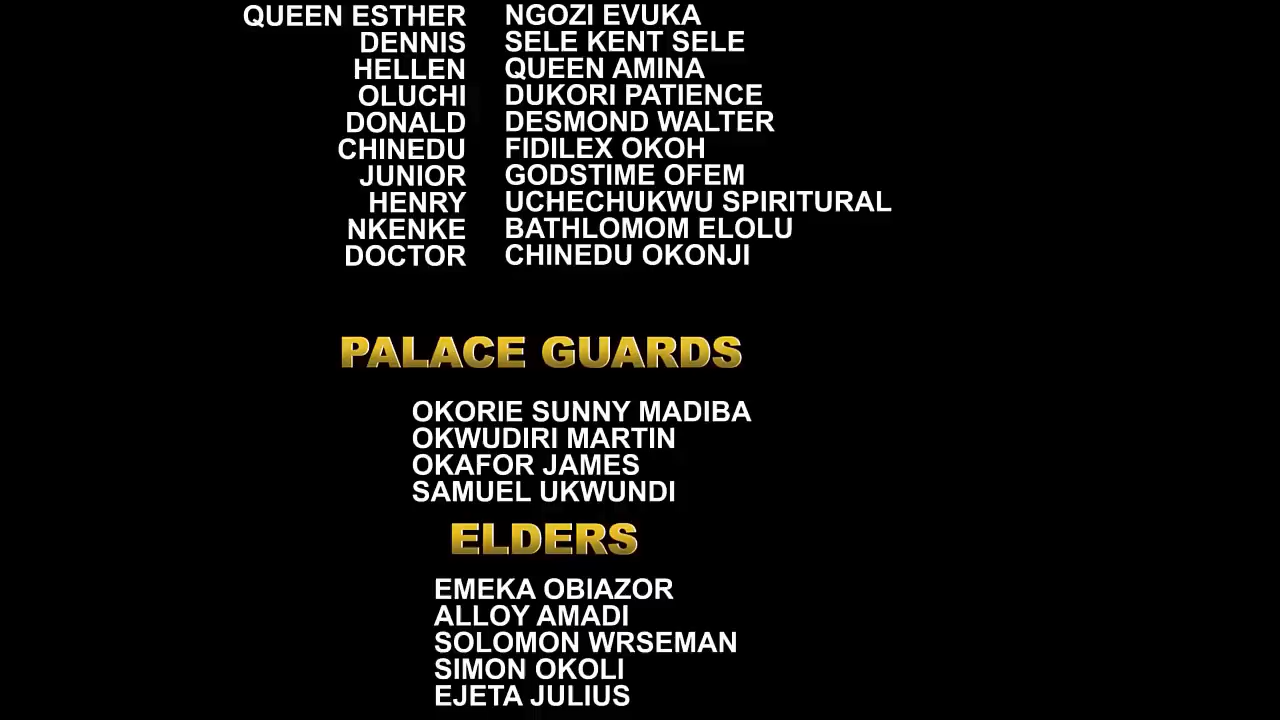 QUEEN ESTHER NGOZI EVUKA
DENNIS SELE KENT SELE
HELLEN QUEEN AMINA
OLUCHI DUKORI PATIENCE
DONALD DESMOND WALTER
CHINEDU FIDILEX OKOH
JUNIOR GODSTIME OFEM
HENRY UCHECHUKWU SPIRITURAL
NKENKE BATHLOMOM ELOLU
DOCTOR CHINEDU OKONJI
PALACE GUARDS
OKORIE SUNNY MADIBA
OKWUDIRI MARTIN
OKAFOR JAMES
SAMUEL UKWUNDI
ELDERS
EMEKA OBIAZOR
ALLOY AMADI
SOLOMON WRSEMAN
SIMON OKOLI
EJETA JULIUS